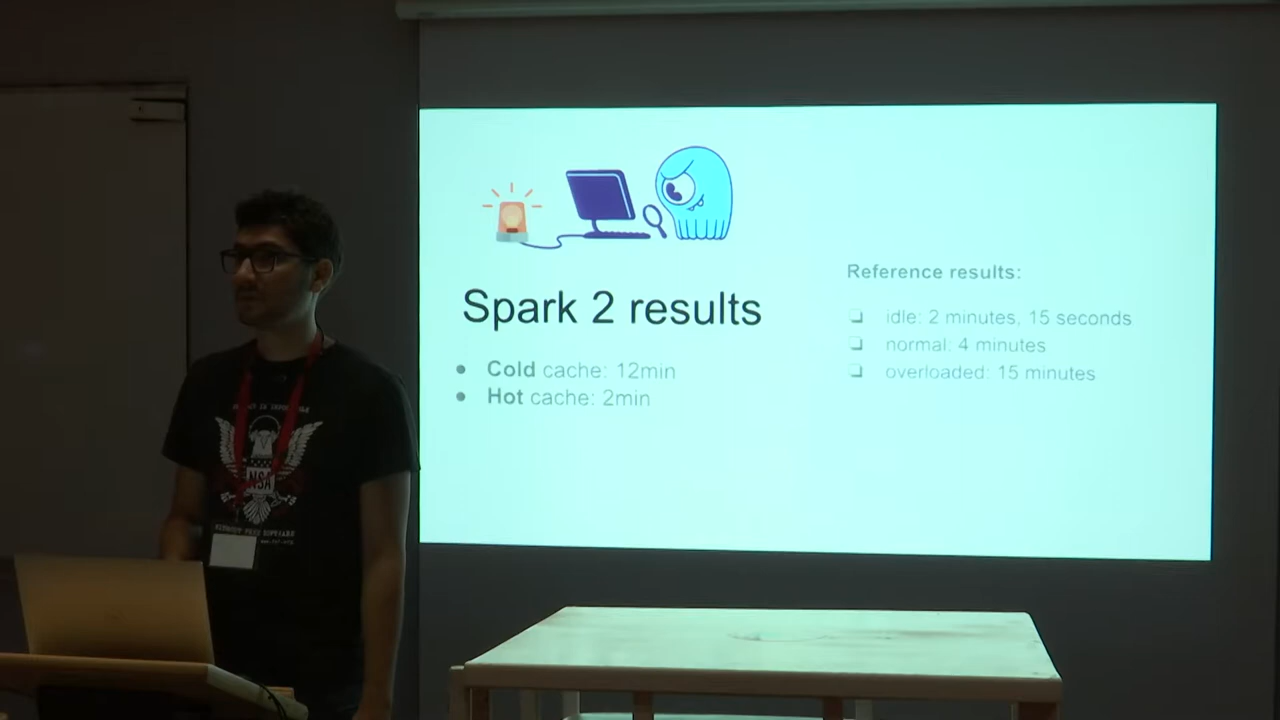 Spark 2 results
Cold cache: 12min
Hot cache: 2min
Reference results:
idle: 2 minutes, 15 seconds
normal: 4 minutes
overloaded: 15 minutes
NSA